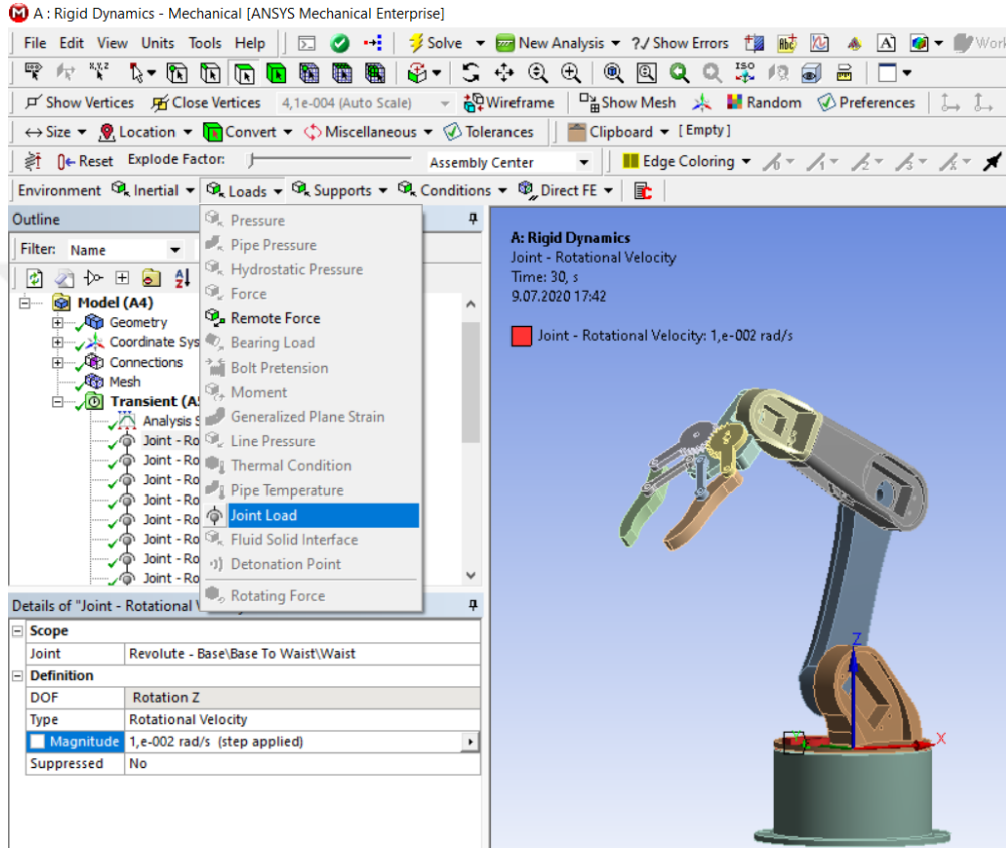 A : Rigid Dynamics - Mechanical [ANSYS Mechanical Enterprise]
File Edit View Units Tools Help Solve New Analysis ?/ Show Errors Work
Show Vertices Close Vertices 4,1e-004 (Auto Scale) Wireframe Show Mesh Random Preferences
Size Location Convert Miscellaneous Tolerances Clipboard [Empty]
Reset Explode Factor: Assembly Center Edge Coloring
Environment Inertial Loads Supports Conditions Direct FE
Outline
Filter: Name
Model (A4)
Geometry
Coordinate Sys
Connections
Mesh
Transient (A5
Analysis S
Joint - Ro
Joint - Ro
Joint - Ro
Joint - Ro
Joint - Ro
Joint - Ro
Joint - Ro
Joint - Ro
Pressure
Pipe Pressure
Hydrostatic Pressure
Force
Remote Force
Bearing Load
Bolt Pretension
Moment
Generalized Plane Strain
Line Pressure
Thermal Condition
Pipe Temperature
Joint Load
Fluid Solid Interface
Detonation Point
Rotating Force
Details of "Joint - Rotational
Scope
Joint Revolute - Base\Base To Waist\Waist
Definition
DOF Rotation Z
Type Rotational Velocity
Magnitude 1,e-002 rad/s (step applied)
Suppressed No
A: Rigid Dynamics
Joint - Rotational Velocity
Time: 30, s
9.07.2020 17:42
Joint - Rotational Velocity: 1,e-002 rad/s
Z
X